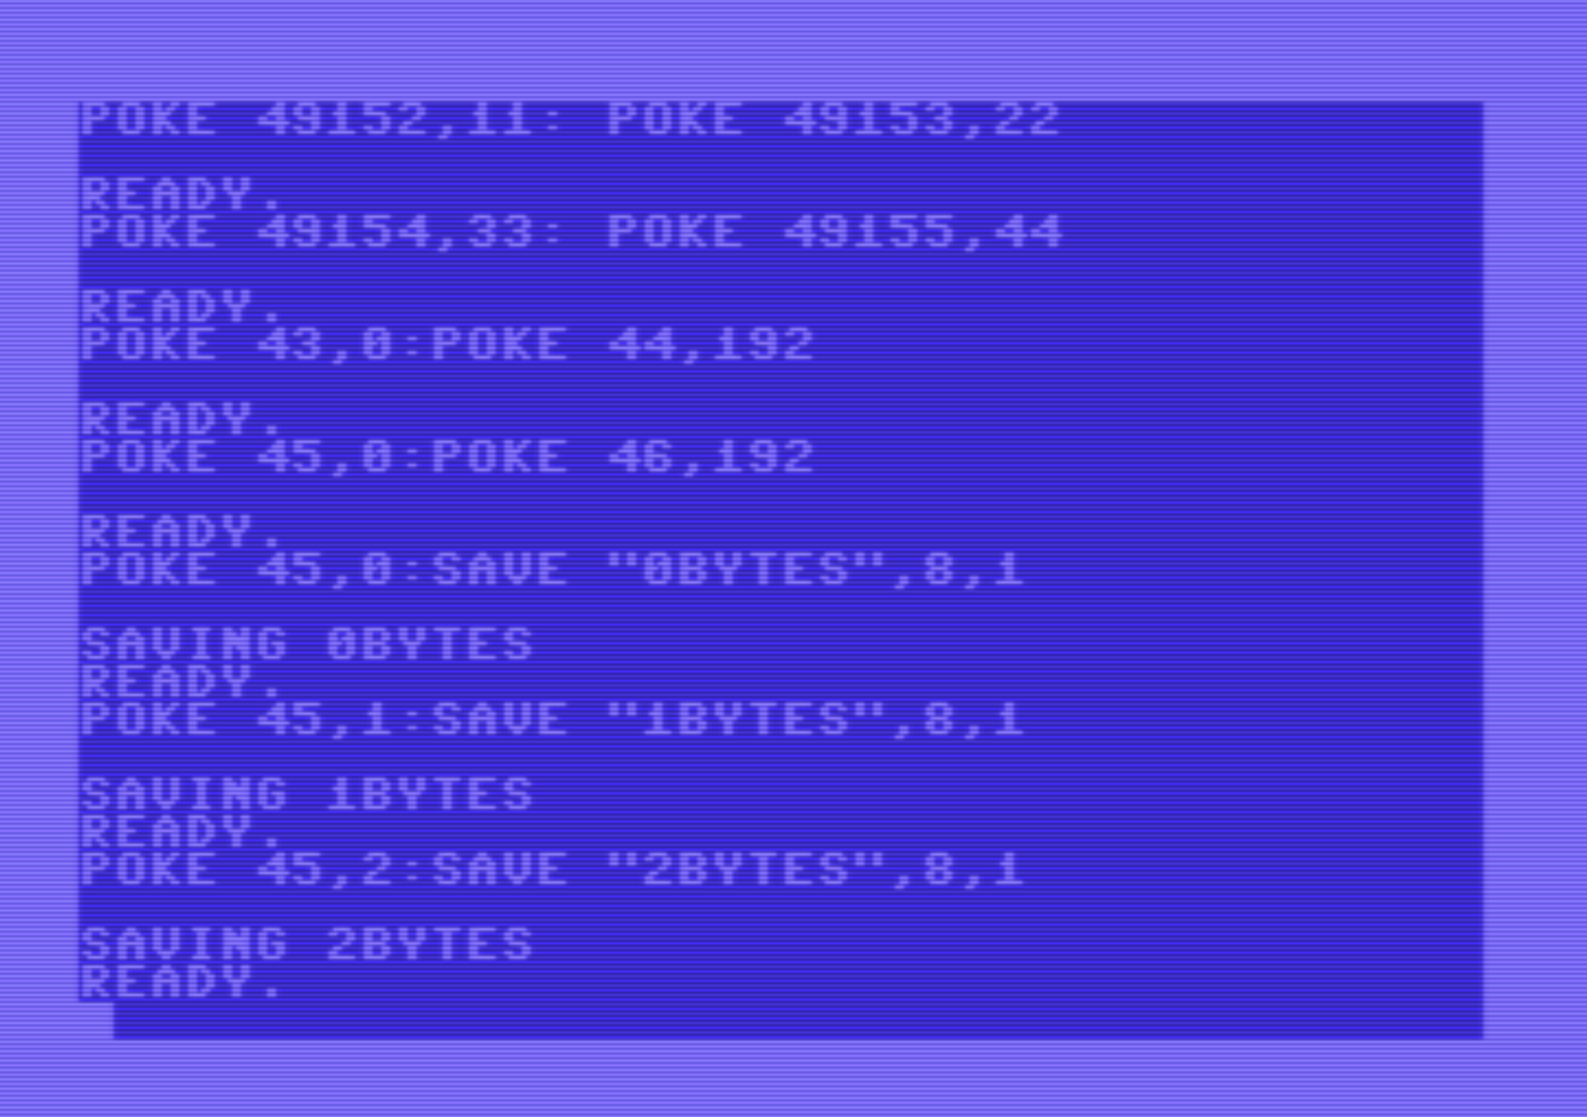 POKE 49152,11: POKE 49153,22
READY.
POKE 49154,33: POKE 49155,44
READY.
POKE 43,0:POKE 44,192
READY.
POKE 45,0:POKE 46,192
READY.
POKE 45,0:SAVE "0BYTES",8,1
SAVING 0BYTES
READY.
POKE 45,1:SAVE "1BYTES",8,1
SAVING 1BYTES
READY.
POKE 45,2:SAVE "2BYTES",8,1
SAVING 2BYTES
READY.